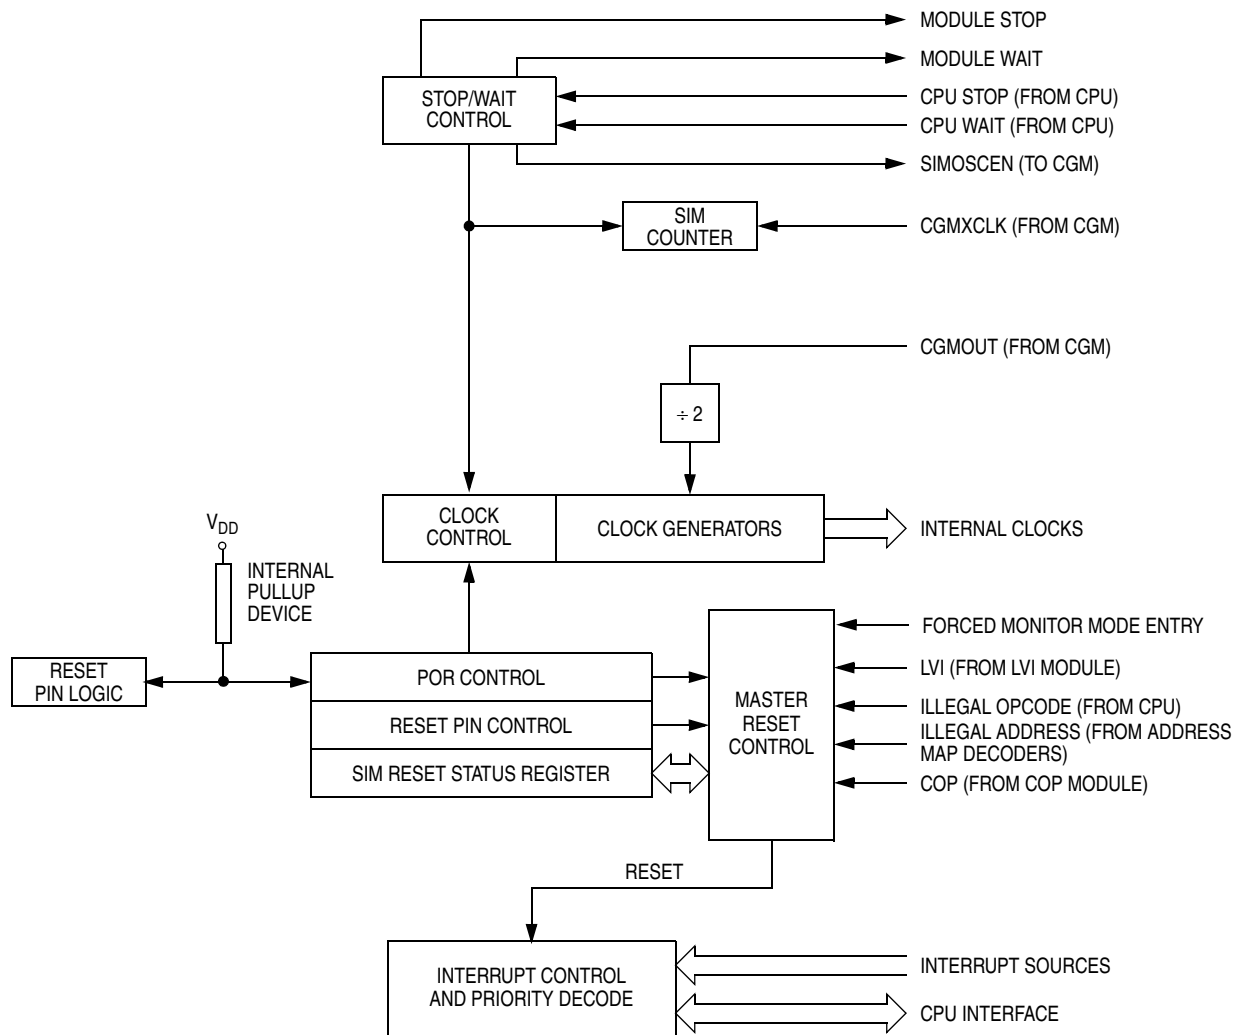 MODULE STOP
MODULE WAIT
STOP/WAIT
CONTROL
CPU STOP (FROM CPU)
CPU WAIT (FROM CPU)
SIMOSCEN (TO CGM)
SIM
COUNTER
CGMXCLK (FROM CGM)
CGMOUT (FROM CGM)
÷ 2
CLOCK
CONTROL
CLOCK GENERATORS
INTERNAL CLOCKS
VDD
INTERNAL
PULLUP
DEVICE
RESET
PIN LOGIC
POR CONTROL
RESET PIN CONTROL
SIM RESET STATUS REGISTER
MASTER
RESET
CONTROL
FORCED MONITOR MODE ENTRY
LVI (FROM LVI MODULE)
ILLEGAL OPCODE (FROM CPU)
ILLEGAL ADDRESS (FROM ADDRESS
MAP DECODERS)
COP (FROM COP MODULE)
RESET
INTERRUPT CONTROL
AND PRIORITY DECODE
INTERRUPT SOURCES
CPU INTERFACE